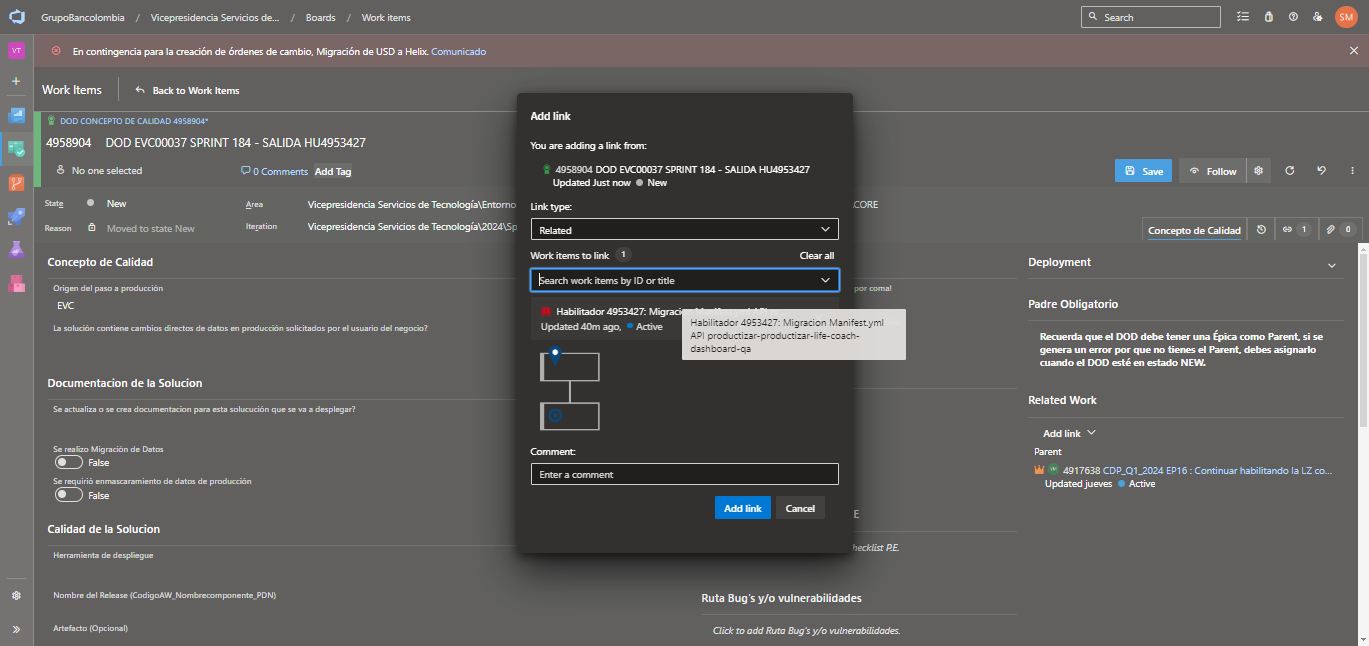 GrupoBancolombia / Vicepresidencia Servicios de... / Boards / Work items
Search
SM
VT
En contingencia para la creación de órdenes de cambio, Migración de USD a Helix. Comunicado
Work Items
Back to Work Items
DOD CONCEPTO DE CALIDAD 4958904*
4958904 DOD EVC00037 SPRINT 184 - SALIDA HU4953427
No one selected
0 Comments
Add Tag
Save
Follow
State
New
Area
Vicepresidencia Servicios de Tecnología\Entorno
CORE
Reason
Moved to state New
Iteration
Vicepresidencia Servicios de Tecnología\2024\Sp
Concepto de Calidad
1
0
Concepto de Calidad
Origen del paso a producción
EVC
La solución contiene cambios directos de datos en producción solicitados por el usuario del negocio?
Documentacion de la Solucion
Se actualiza o se crea documentacion para esta solucución que se va a desplegar?
Se realizo Migración de Datos
False
Se requirió enmascaramiento de datos de producción
False
Calidad de la Solucion
Herramienta de despliegue
Nombre del Release (CodigoAW_Nombrecomponente_PDN)
Artefacto (Opcional)
Add link
You are adding a link from:
4958904 DOD EVC00037 SPRINT 184 - SALIDA HU4953427
Updated Just now New
Link type:
Related
Work items to link 1
Clear all
Search work items by ID or title
Habilitador 4953427: Migracion Manifest.yml API
Updated 40m ago, Active
Habilitador 4953427: Migracion Manifest.yml
API productizar-productizar-life-coach-
dashboard-qa
Comment:
Enter a comment
Add link
Cancel
por coma!
E
hecklist P.E.
Ruta Bug's y/o vulnerabilidades
Click to add Ruta Bug's y/o vulnerabilidades.
Deployment
Padre Obligatorio
Recuerda que el DOD debe tener una Épica como Parent, si se
genera un error por que no tienes el Parent, debes asignarlo
cuando el DOD esté en estado NEW.
Related Work
Add link
Parent
4917638 CDP_Q1_2024 EP16 : Continuar habilitando la LZ co...
Updated jueves Active